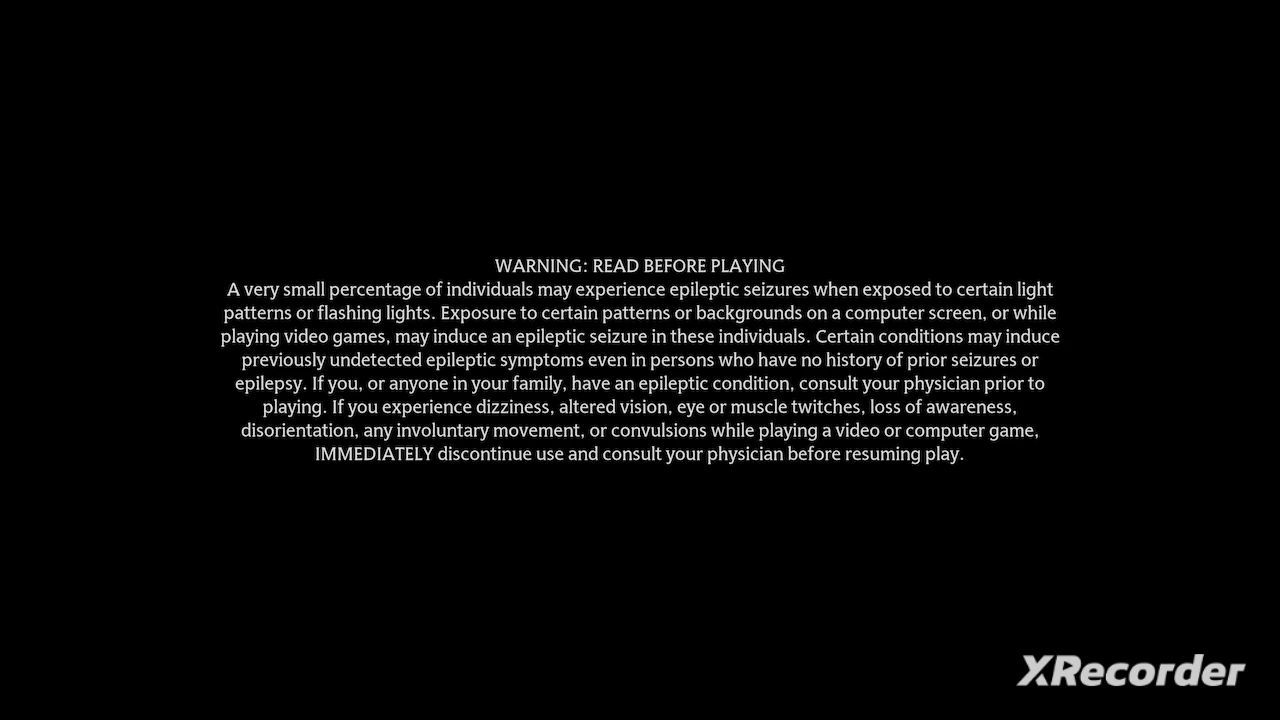 WARNING: READ BEFORE PLAYING
A very small percentage of individuals may experience epileptic seizures when exposed to certain light
patterns or flashing lights. Exposure to certain patterns or backgrounds on a computer screen, or while
playing video games, may induce an epileptic seizure in these individuals. Certain conditions may induce
previously undetected epileptic symptoms even in persons who have no history of prior seizures or
epilepsy. If you, or anyone in your family, have an epileptic condition, consult your physician prior to
playing. If you experience dizziness, altered vision, eye or muscle twitches, loss of awareness,
disorientation, any involuntary movement, or convulsions while playing a video or computer game,
IMMEDIATELY discontinue use and consult your physician before resuming play.
XRecorder